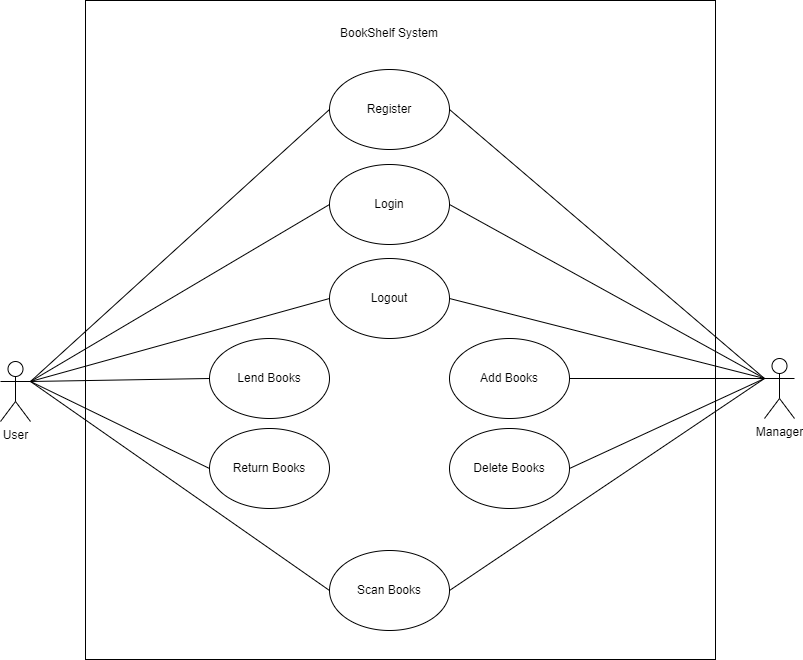 BookShelf System
Register
Login
Logout
Lend Books
Add Books
User
Manager
Return Books
Delete Books
Scan Books